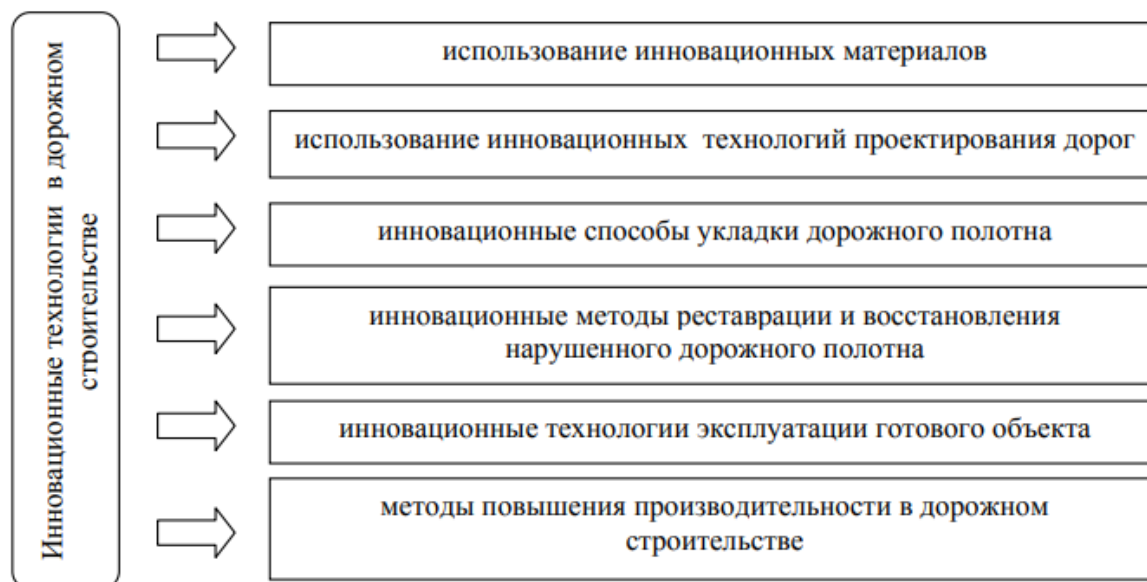 Инновационные технологии в дорожном
строительстве
использование инновационных материалов
использование инновационных технологий проектирования дорог
инновационные способы укладки дорожного полотна
инновационные методы реставрации и восстановления
нарушенного дорожного полотна
инновационные технологии эксплуатации готового объекта
методы повышения производительности в дорожном
строительстве